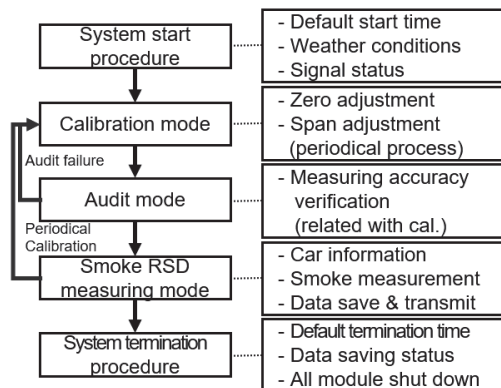 System start
procedure
- Default start time
- Weather conditions
- Signal status
Calibration mode
- Zero adjustment
- Span adjustment
(periodical process)
Audit failure
Audit mode
- Measuring accuracy
verification
(related with cal.)
Periodical
Calibration
Smoke RSD
measuring mode
- Car information
- Smoke measurement
- Data save & transmit
System termination
procedure
- Default termination time
- Data saving status
- All module shut down